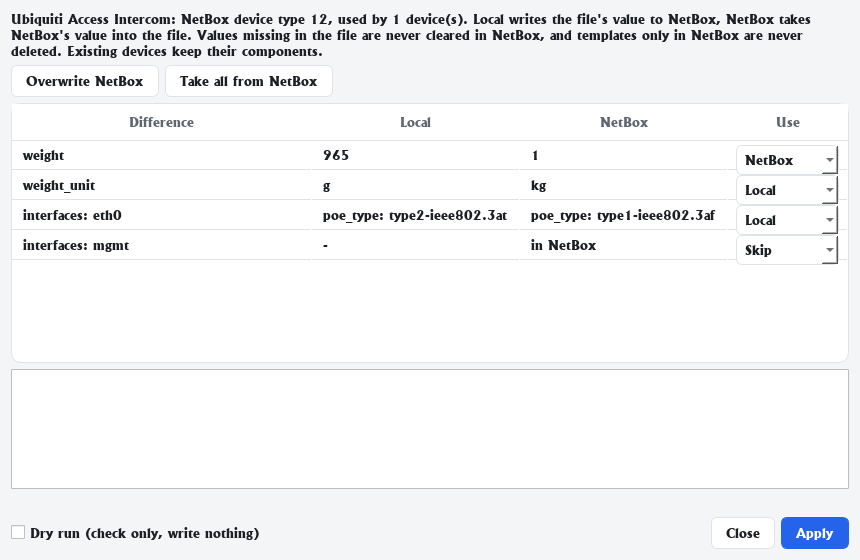 Ubiquiti Access Intercom: NetBox device type 12, used by 1 device(s). Local writes the file's value to NetBox, NetBox takes
NetBox's value into the file. Values missing in the file are never cleared in NetBox, and templates only in NetBox are never
deleted. Existing devices keep their components.
Overwrite NetBox Take all from NetBox
Difference Local NetBox Use
weight 965 1 NetBox
weight_unit g kg Local
interfaces: eth0 poe_type: type2-ieee802.3at poe_type: type1-ieee802.3af Local
interfaces: mgmt - in NetBox Skip
Dry run (check only, write nothing) Close Apply